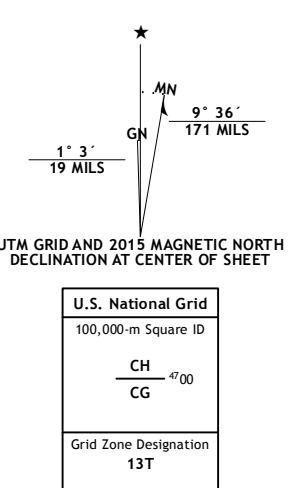 MN
GN
9° 36´
171 MILS
1° 3´
19 MILS
UTM GRID AND 2015 MAGNETIC NORTH
DECLINATION AT CENTER OF SHEET
U.S. National Grid
100,000-m Square ID
CH
4700
CG
Grid Zone Designation
13T